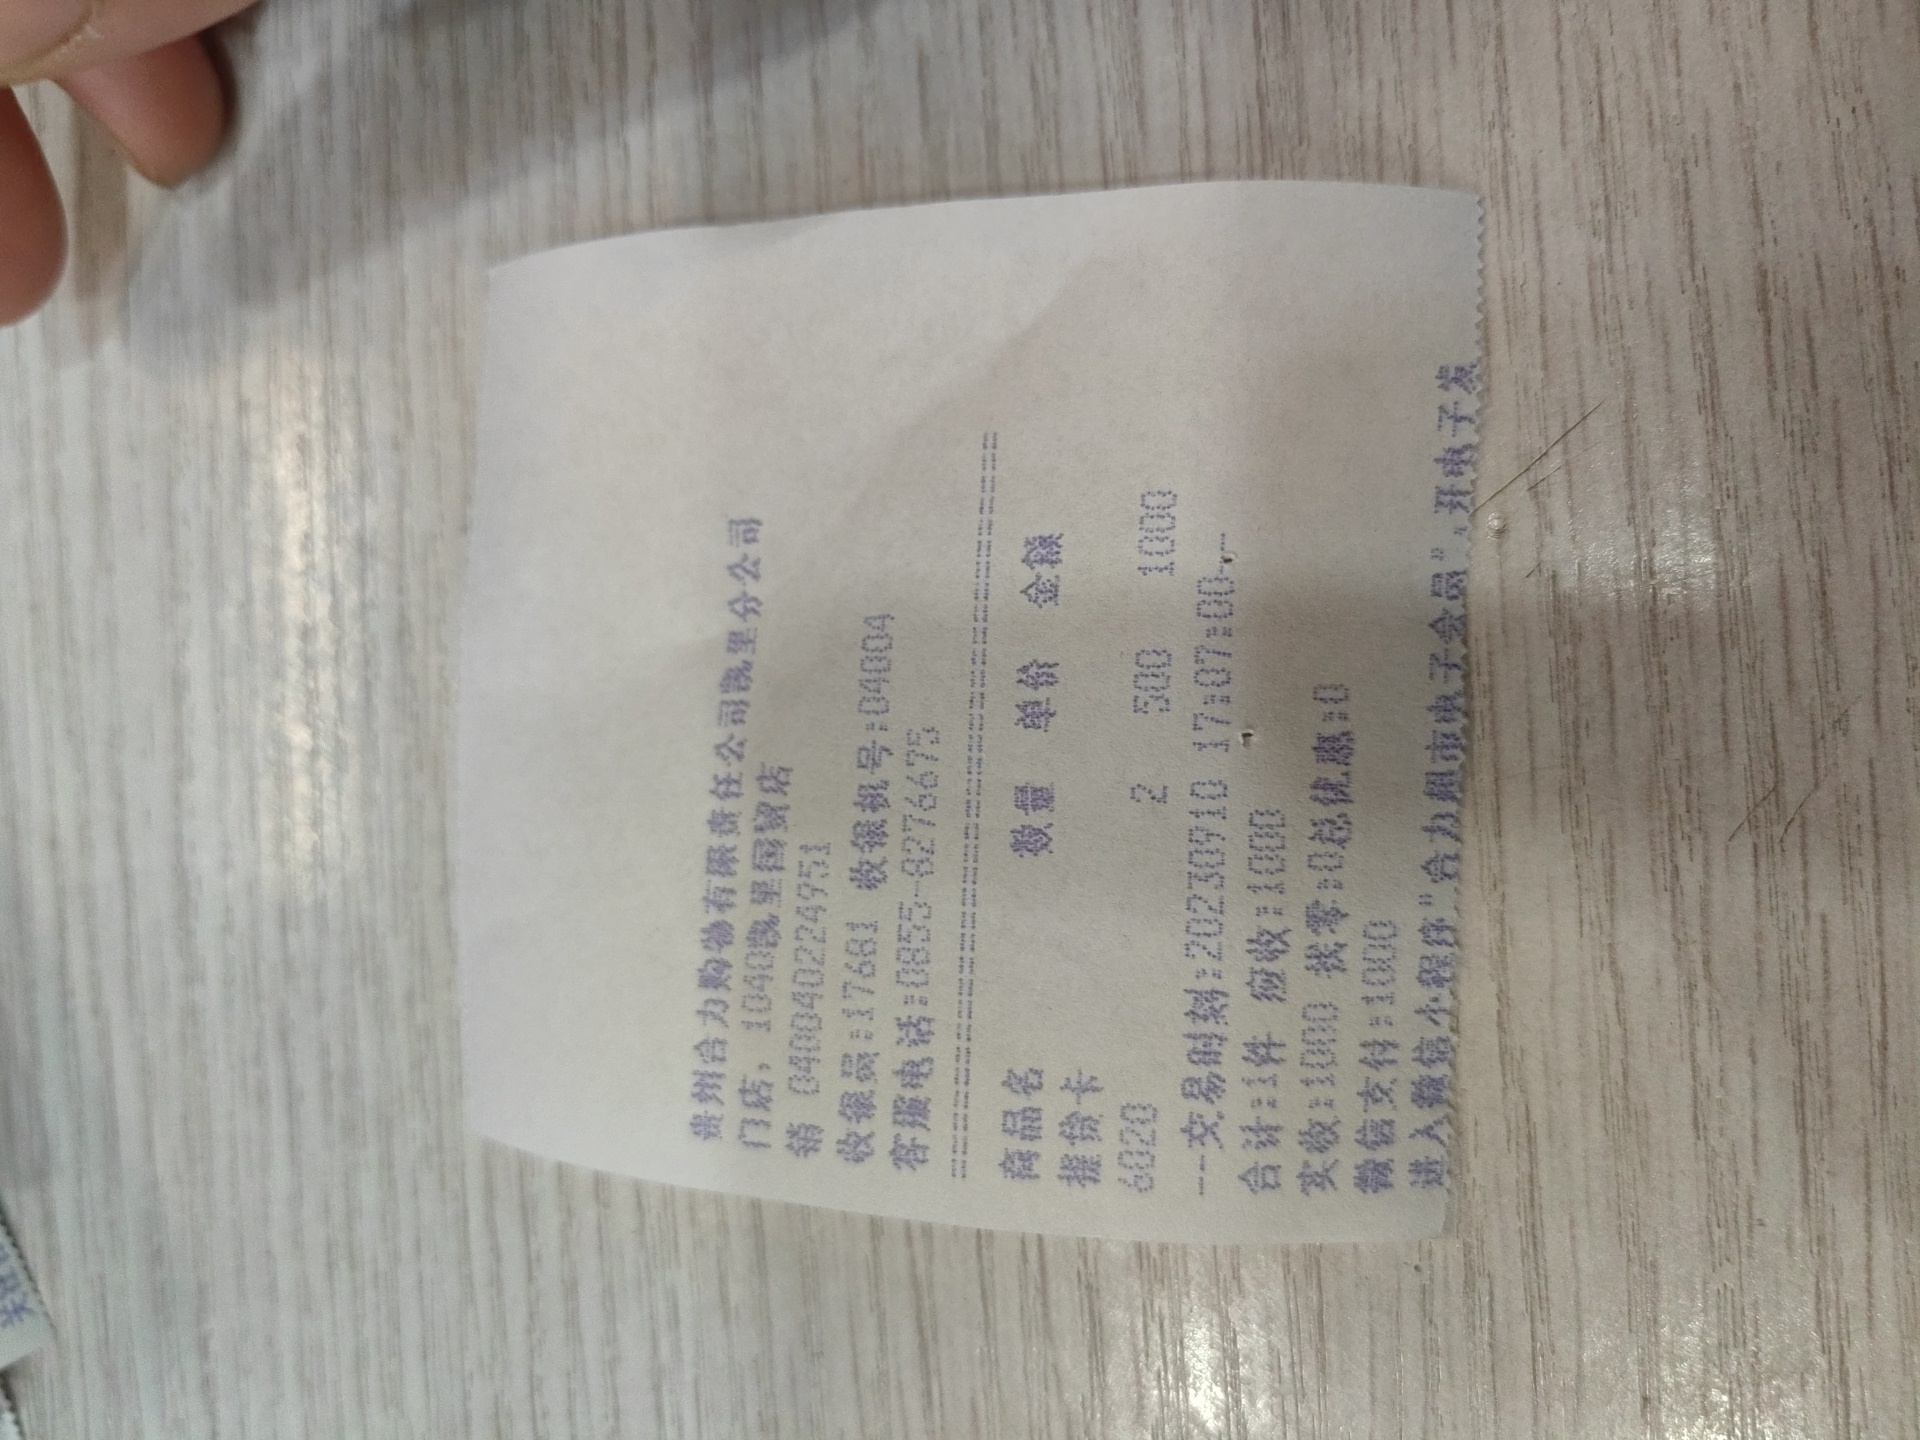 贵州合力购物有限责任公司凯里分公司
门店: 1040凯里国贸店
销 0400402224951
收银员:17681 收银机号:04004
客服电话:0855-8276675
================================
商品名 数量 单价 金额
提货卡
6020 2 500 1000
--交易时刻:20230910 17:07:00--
合计:1件 应收:1000
实收:1000 找零:0总优惠:0
微信支付:1000
进入微信小程序"合力超市电子会员",开电子发